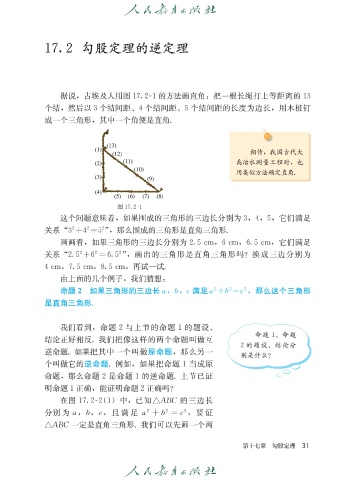 人民教育出版社
17.2 勾股定理的逆定理
据说，古埃及人用图 17.2-1 的方法画直角：把一根长绳打上等距离的 13
个结，然后以 3 个结间距、4 个结间距、5 个结间距的长度为边长，用木桩钉
成一个三角形，其中一个角便是直角.
(13)
(1)
(12)
(2)
(11)
(10)
(3)
(9)
(4)
(5) (6) (7) (8)
图 17.2-1
相传，我国古代大
禹治水测量工程时，也
用类似方法确定直角.
这个问题意味着，如果围成的三角形的三边长分别为 3，4，5，它们满足
关系“3²+4²=5²”，那么围成的三角形是直角三角形.
画画看，如果三角形的三边长分别为 2.5 cm，6 cm，6.5 cm，它们满足
关系“2.5²+6²=6.5²”，画出的三角形是直角三角形吗？换成三边分别为
4 cm，7.5 cm，8.5 cm，再试一试.
由上面的几个例子，我们猜想：
命题 2 如果三角形的三边长 a，b，c 满足 a²+b²=c²，那么这个三角形
是直角三角形.
我们看到，命题 2 与上节的命题 1 的题设、
结论正好相反. 我们把像这样的两个命题叫做互
逆命题. 如果把其中一个叫做原命题，那么另一
个叫做它的逆命题. 例如，如果把命题 1 当成原
命题，那么命题 2 是命题 1 的逆命题. 上节已证
明命题 1 正确，能证明命题 2 正确吗？
命题 1、命题
2 的题设、结论分
别是什么？
在图 17.2-2(1) 中，已知△ABC 的三边长
分别为 a，b，c，且满足 a²+b²=c²，要证
△ABC 一定是直角三角形. 我们可以先画一个两
第十七章 勾股定理 31
人民教育出版社